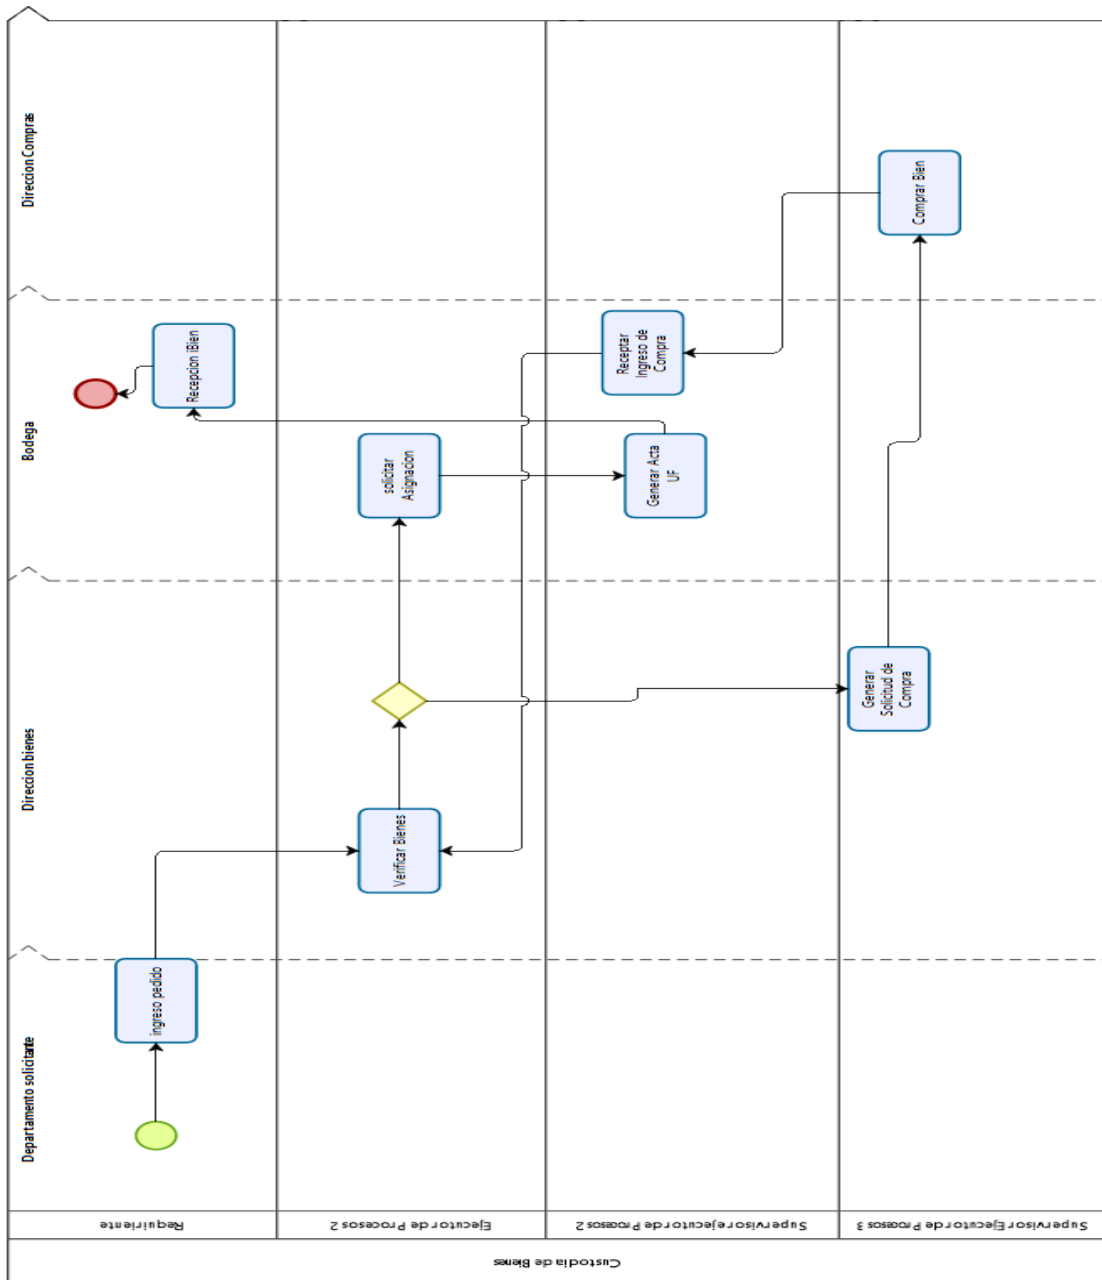 Custodia de Bienes
Requiriente
Ejecutor de Procesos 2
Supervisor ejecutor de Procesos 2
Supervisor Ejecutor de Procesos 3
Departamento solicitante
Direccion bienes
Bodega
Direccion Compras
ingreso pedido
Verificar Bienes
solicitar
Asignacion
Generar Acta
UF
Recepcion iBien
Receptar
Ingreso de
Compra
Generar
Solicitud de
Compra
Comprar Bien